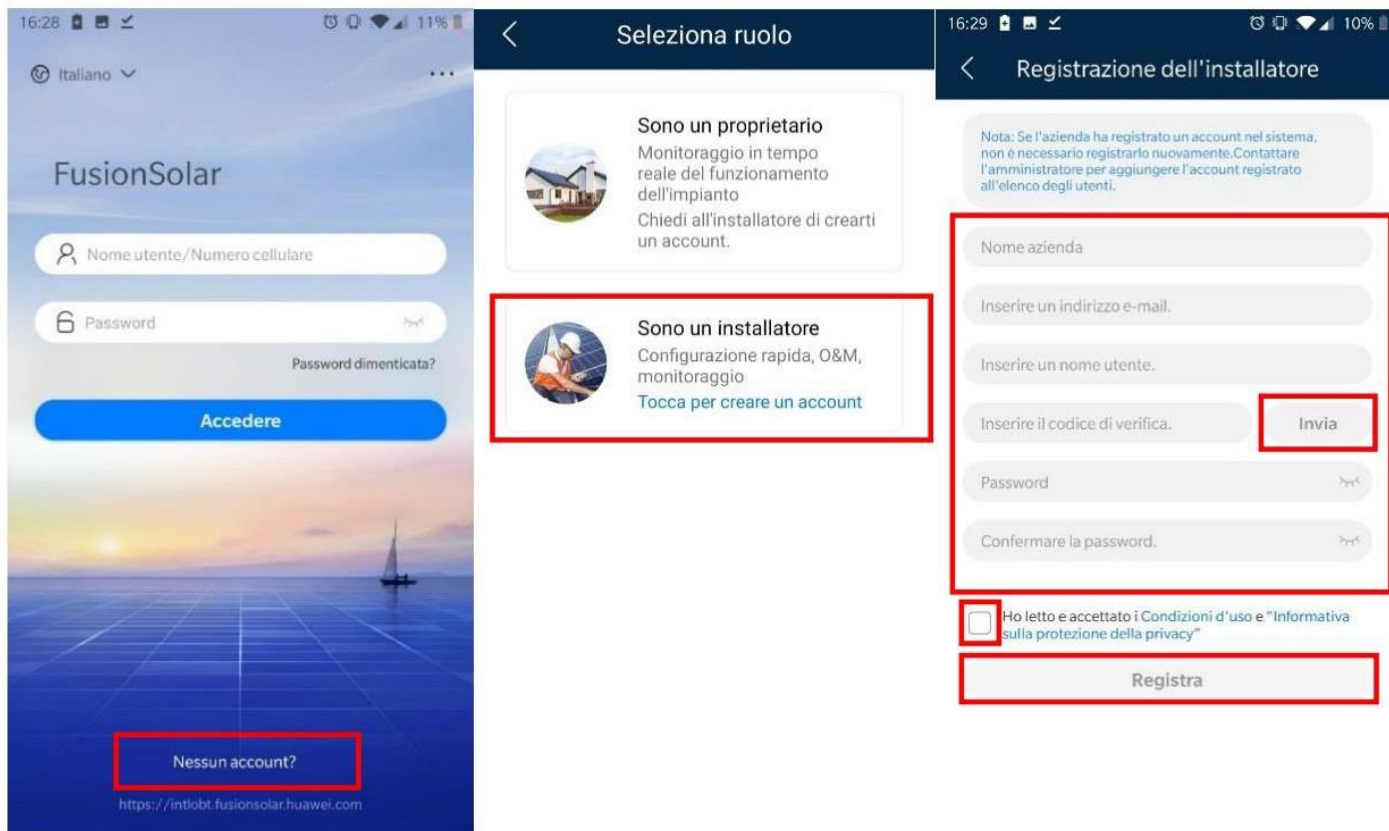 16:28
11%
Italiano
FusionSolar
Nome utente/Numero cellulare
Password
Password dimenticata?
Accedere
Nessun account?
https://intlobt.fusionsolar.huawei.com
Seleziona ruolo
Sono un proprietario
Monitoraggio in tempo
reale del funzionamento
dell'impianto
Chiedi all'installatore di crearti
un account.
Sono un installatore
Configurazione rapida, O&M,
monitoraggio
Tocca per creare un account
16:29
10%
Registrazione dell'installatore
Nota: Se l'azienda ha registrato un account nel sistema,
non è necessario registrarlo nuovamente.Contattare
l'amministratore per aggiungere l'account registrato
all'elenco degli utenti.
Nome azienda
Inserire un indirizzo e-mail.
Inserire un nome utente.
Inserire il codice di verifica.
Invia
Password
Confermare la password.
Ho letto e accettato i Condizioni d'uso e "Informativa
sulla protezione della privacy"
Registra